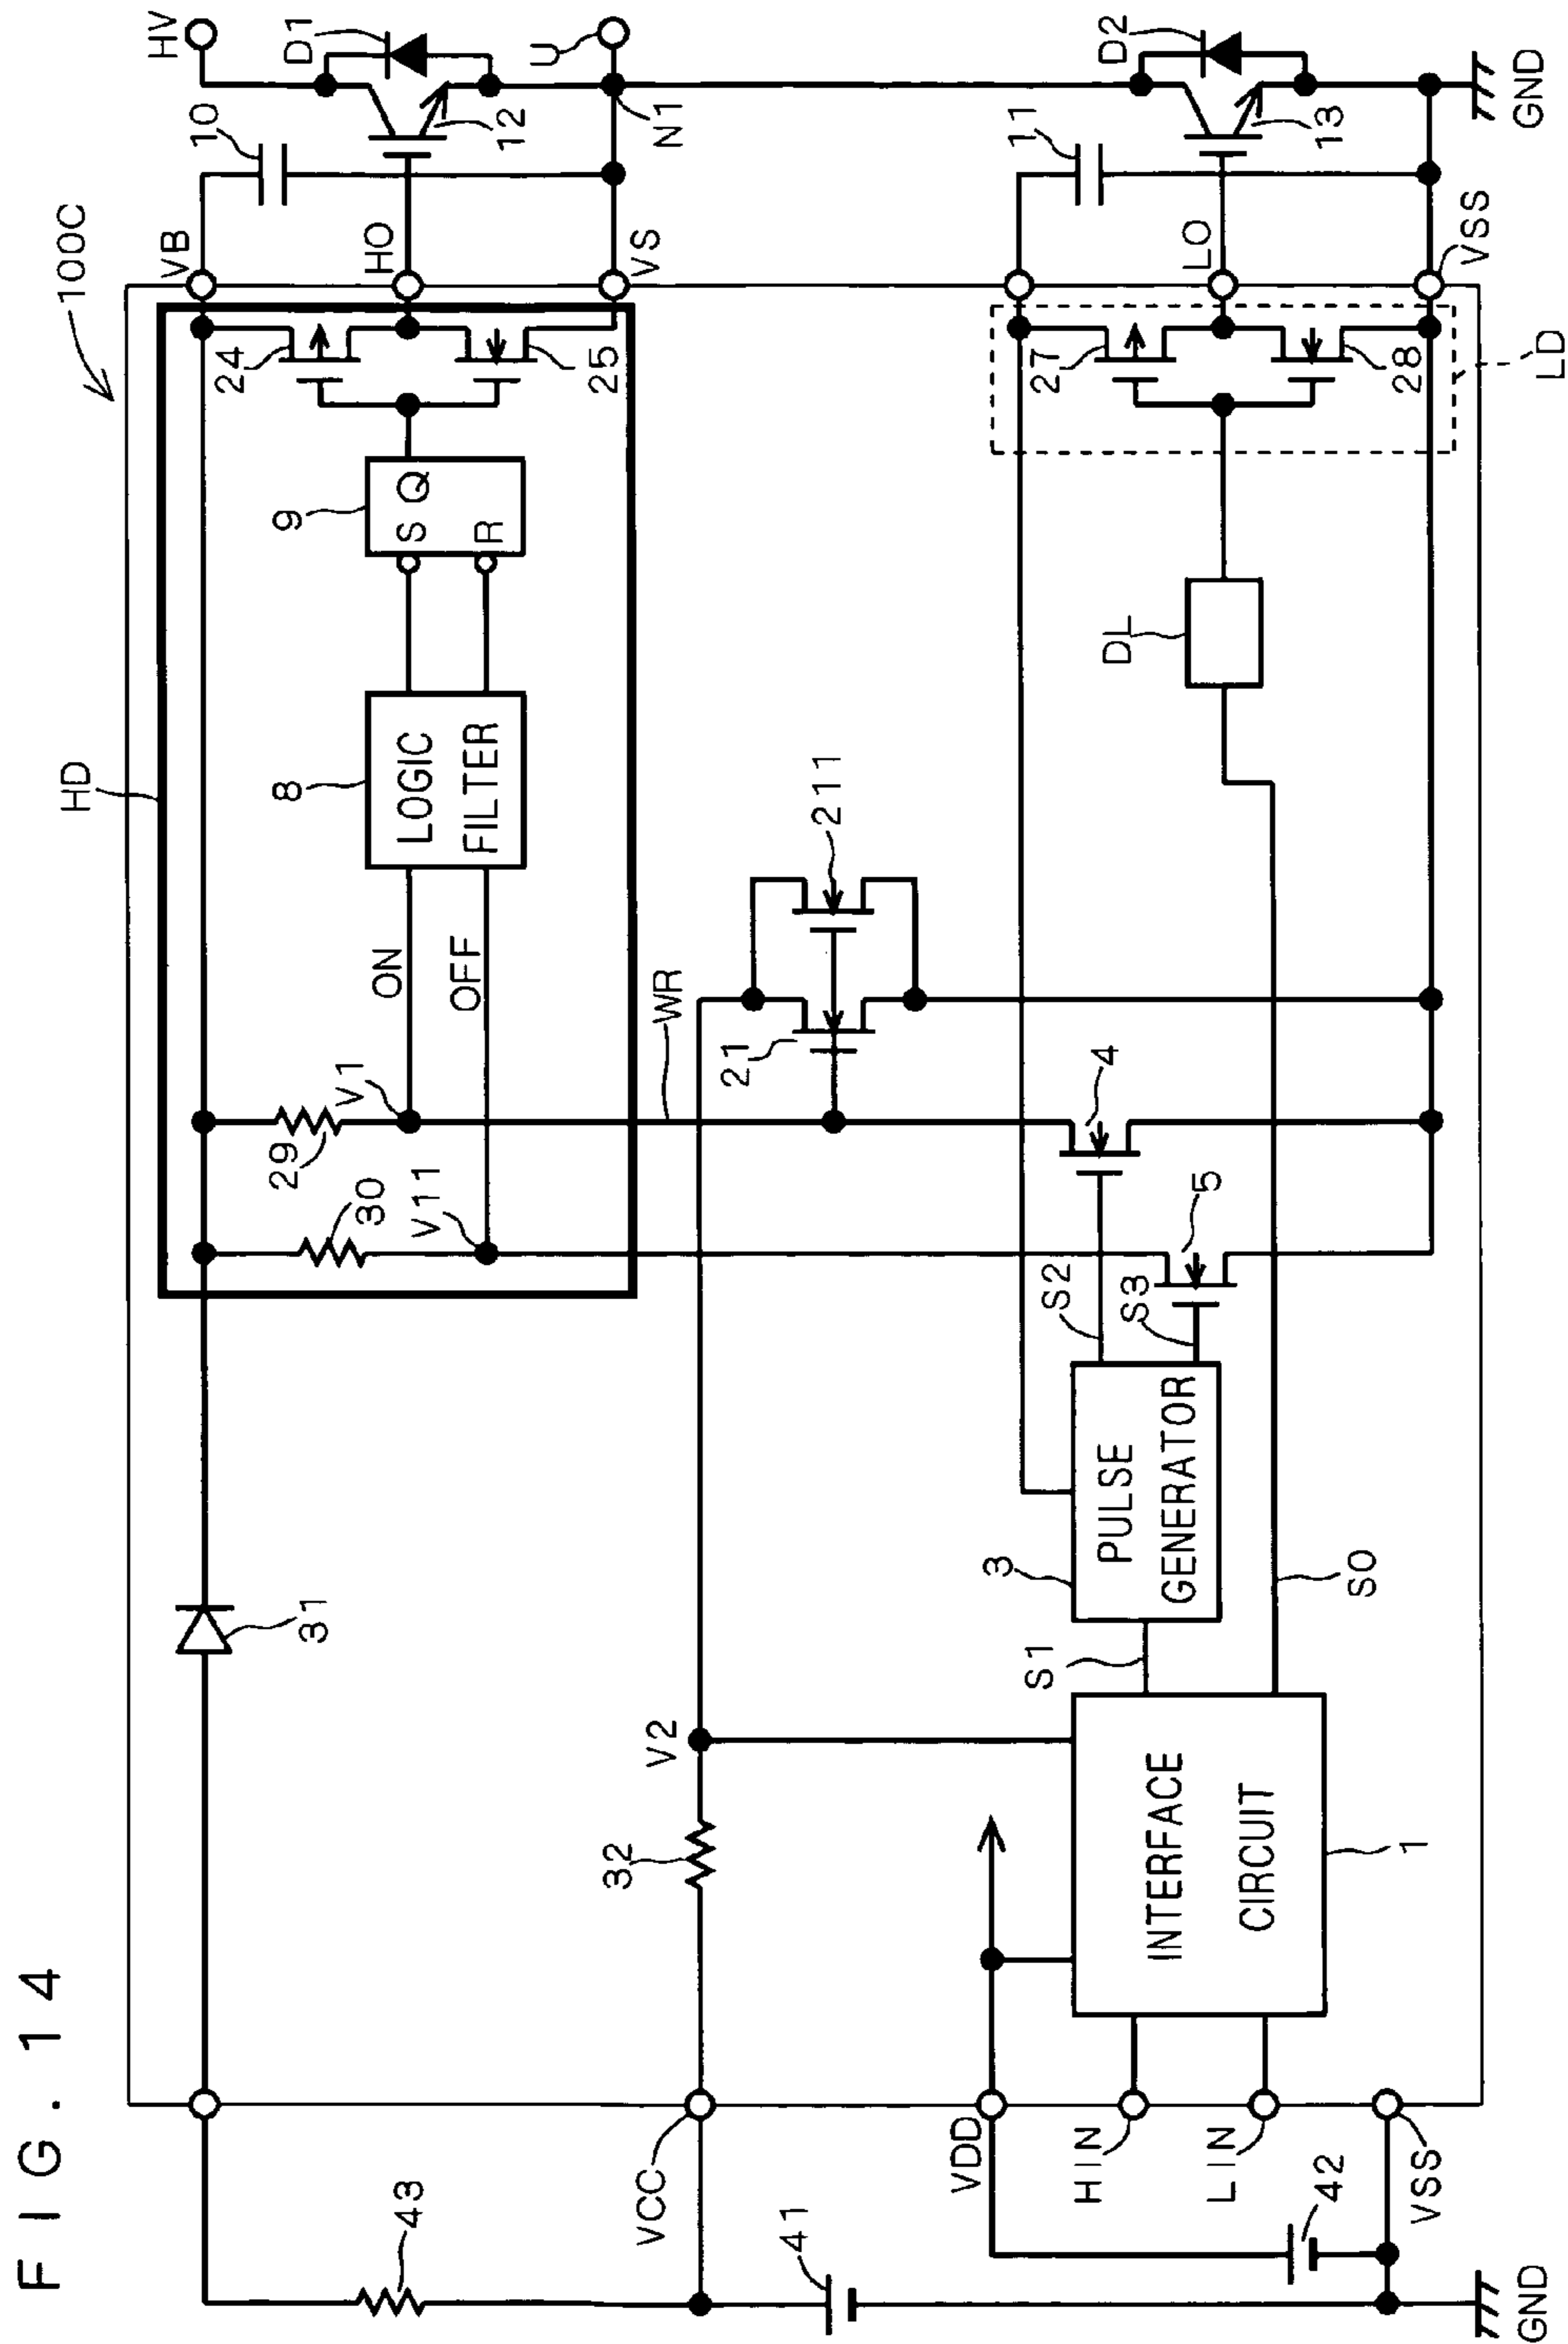 FIG. 14
100C
HD
VB
10
HV
D1
12
U
N1
HO
VS
24
25
9
S Q
R
8
LOGIC
FILTER
ON
OFF
V1
29
30
V11
31
43
WR
21
211
4
5
S2
S3
V2
32
VCC
41
3
PULSE
GENERATOR
S1
S0
INTERFACE
CIRCUIT
1
VDD
HIN
LIN
42
VSS
GND
DL
27
28
LD
LO
11
D2
13
VSS
GND